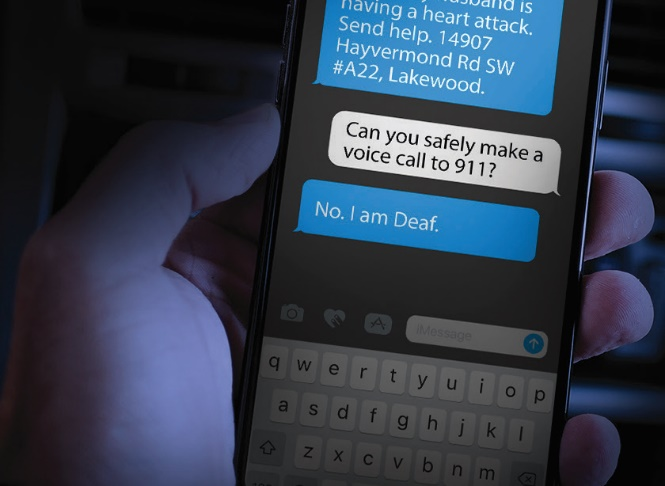 husband is
having a heart attack.
Send help. 14907
Hayvermond Rd SW
#A22, Lakewood.
Can you safely make a
voice call to 911?
No. I am Deaf.
iMessage
q w e r t y u i o p
a s d f g h j k l
z x c v b n m